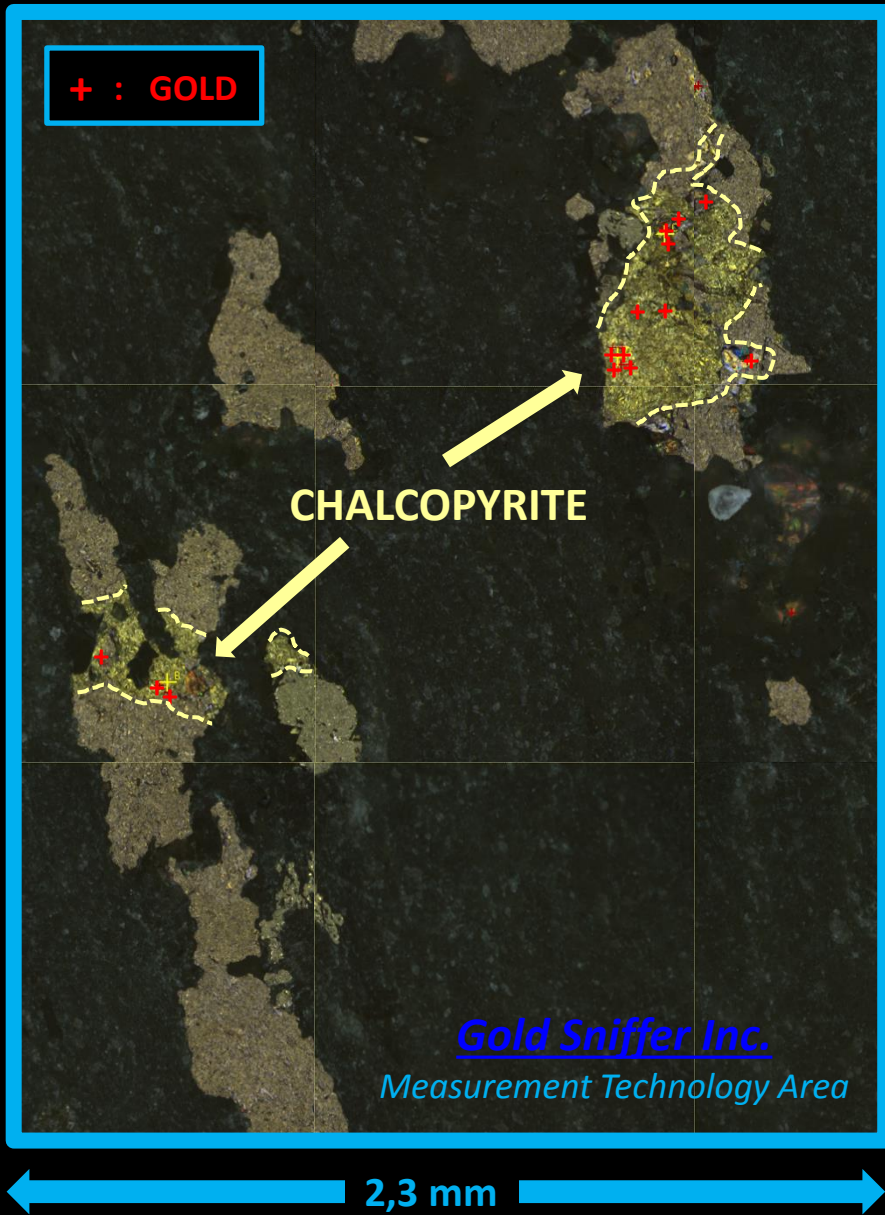 + : GOLD
CHALCOPYRITE
B
Gold Sniffer Inc.
Measurement Technology Area
2,3 mm